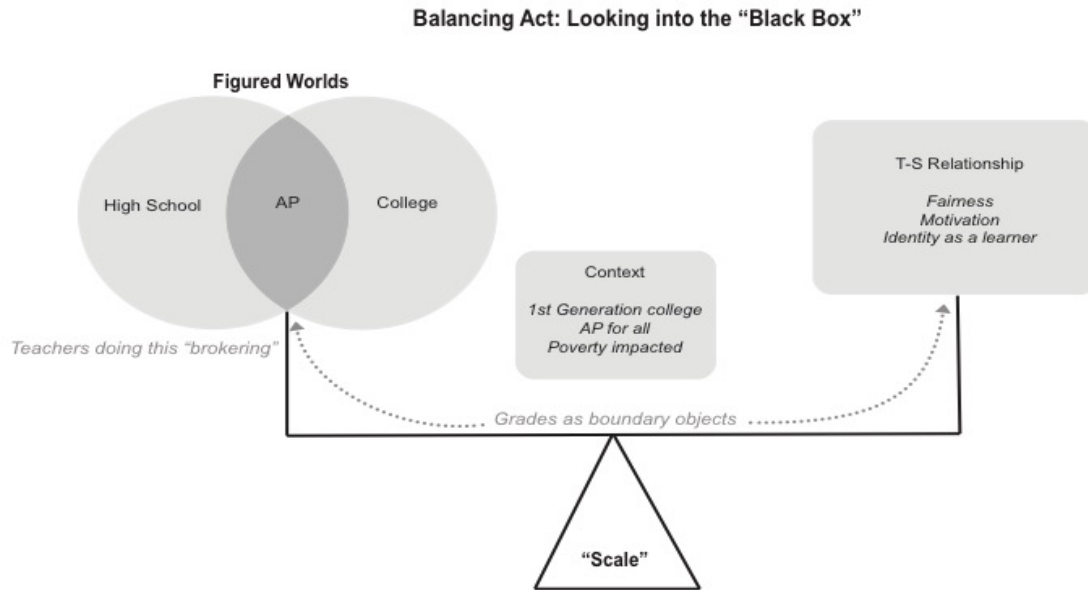 Balancing Act: Looking into the “Black Box”
Figured Worlds
High School
AP
College
T-S Relationship
Fairness
Motivation
Identity as a learner
Context
1st Generation college
AP for all
Poverty impacted
Teachers doing this “brokering”
Grades as boundary objects
“Scale”